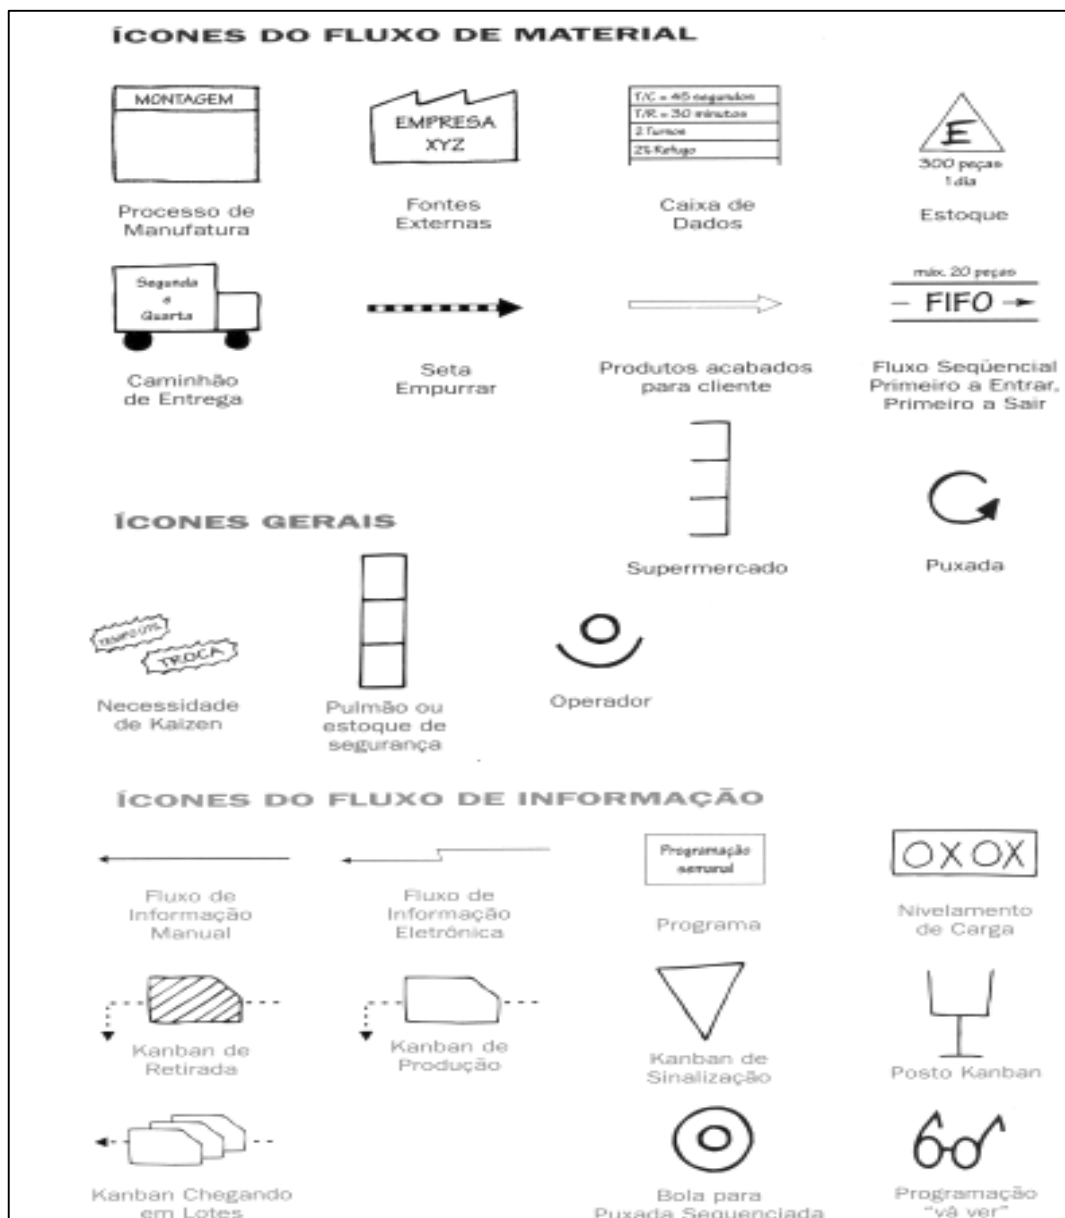 ÍCONES DO FLUXO DE MATERIAL
MONTAGEM
Processo de
Manufatura
EMPRESA
XYZ
Fontes
Externas
T/C = 45 segundos
T/R = 30 minutos
2 Turnos
2% Refugo
Caixa de
Dados
E
300 peças
1 dia
Estoque
Segunda
e
Quarta
Caminhão
de Entrega
Seta
Empurrar
Produtos acabados
para cliente
máx. 20 peças
FIFO
Fluxo Seqüencial
Primeiro a Entrar,
Primeiro a Sair
Supermercado
Puxada
ÍCONES GERAIS
TEMPO ÚTIL
TROCA
Necessidade
de Kaizen
Pulmão ou
estoque de
segurança
Operador
ÍCONES DO FLUXO DE INFORMAÇÃO
Fluxo de
Informação
Manual
Fluxo de
Informação
Eletrônica
Programação
semanal
Programa
OXOX
Nivelamento
de Carga
Kanban de
Retirada
Kanban de
Produção
Kanban de
Sinalização
Posto Kanban
Kanban Chegando
em Lotes
Bola para
Puxada Sequenciada
Programação
"vá ver"